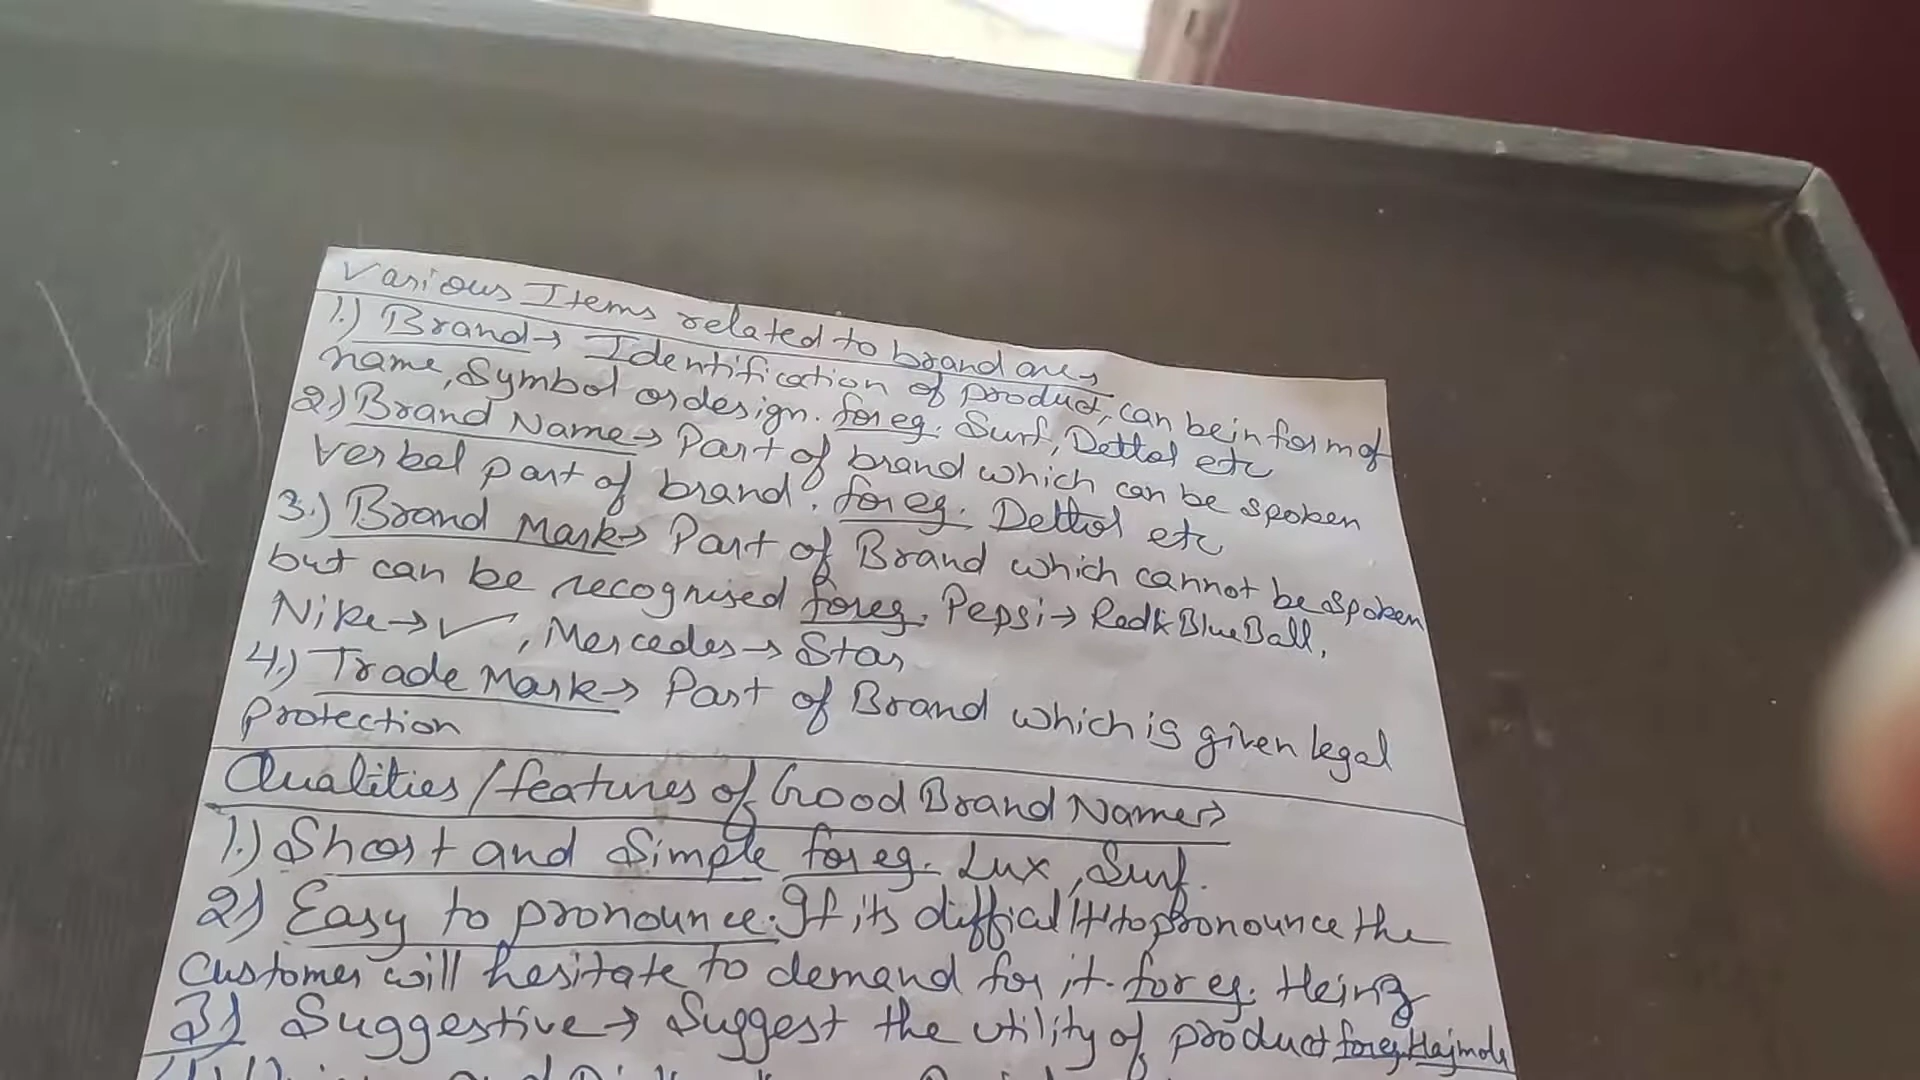 Various Items related to brand are→
1.) Brand→ Identification of product, can be in form of
name, Symbol or design. for eg. Surf, Dettol etc
2.) Brand Name→ Part of brand which can be spoken
Verbal part of brand. for eg. Dettol etc
3.) Brand Mark→ Part of Brand which cannot be spoken
but can be recognised for eg. Pepsi→ Red & Blue Ball,
Nike→ ✓, Mercedes→ Star
4.) Trade Mark→ Part of Brand which is given legal
Protection
Qualities/features of Good Brand Name→
1.) Short and Simple for eg. Lux, Surf.
2) Easy to pronounce. If its difficult to pronounce the
Customer will hesitate to demand for it. for eg. Heinz
3) Suggestive→ Suggest the utility of product for eg. Hajmola